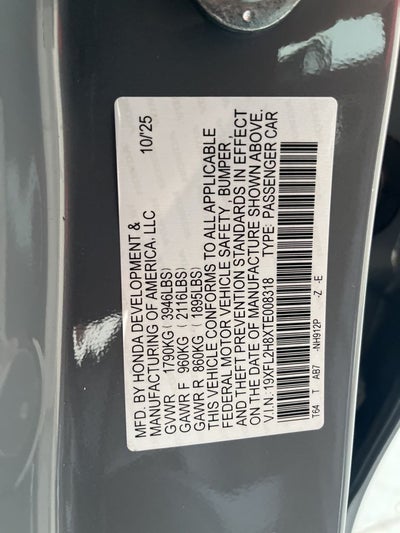 MFD. BY HONDA DEVELOPMENT & 10/'25
MANUFACTURING OF AMERICA, LLC
GVWR 1790KG ( 3946LBS)
GAWR F 960KG ( 2116LBS)
GAWR R 860KG ( 1895LBS)
THIS VEHICLE CONFORMS TO ALL APPLICABLE
FEDERAL MOTOR VEHICLE SAFETY, BUMPER,
AND THEFT PREVENTION STANDARDS IN EFFECT
ON THE DATE OF MANUFACTURE SHOWN ABOVE.
V.I.N. 19XFL2H8XTE008318 TYPE: PASSENGER CAR
T64 T AB7 -NH912P -Z -E